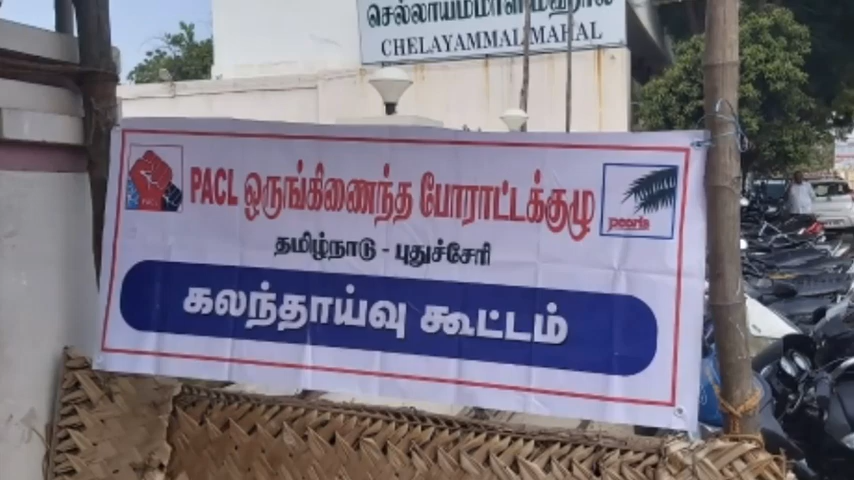 செல்லாயம்மாள் மஹால்
CHELAYAMMAL MAHAL
PACL ஒருங்கிணைந்த போராட்டக்குழு
PACL
pearls
தமிழ்நாடு - புதுச்சேரி
கலந்தாய்வு கூட்டம்